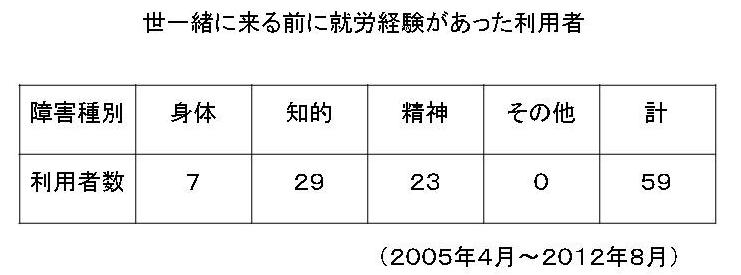 世一緒に来る前に就労経験があった利用者
障害種別 身体 知的 精神 その他 計
利用者数 ７ ２９ ２３ ０ ５９
（２００５年４月～２０１２年８月）